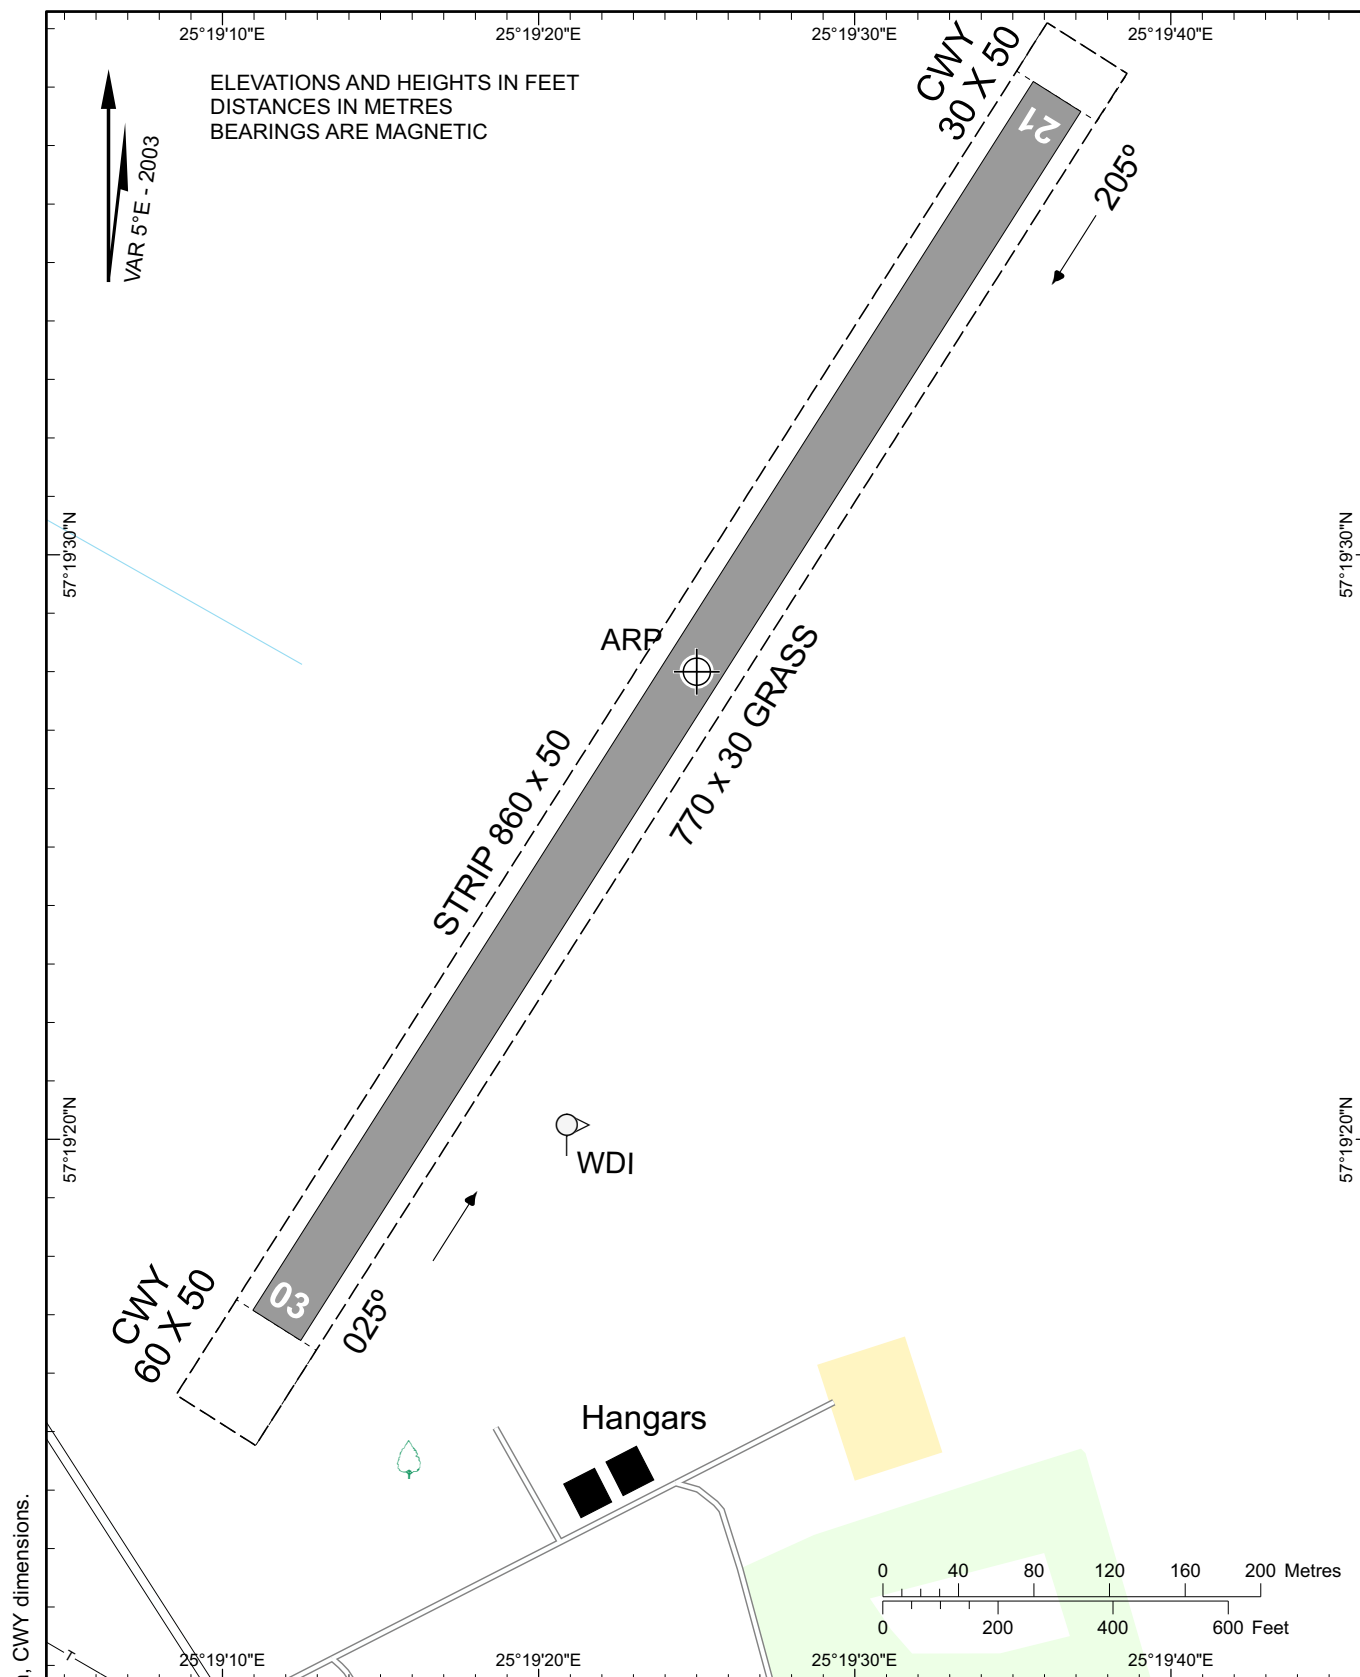 25°19'10"E
25°19'20"E
25°19'30"E
25°19'40"E
ELEVATIONS AND HEIGHTS IN FEET
DISTANCES IN METRES
BEARINGS ARE MAGNETIC
VAR 5°E - 2003
CWY
30 X 50
21
205º
57°19'30"N
57°19'30"N
ARP
STRIP 860 x 50
770 x 30 GRASS
57°19'20"N
57°19'20"N
WDI
CWY
60 X 50
03
025º
Hangars
, CWY dimensions.
0 40 80 120 160 200 Metres
0 200 400 600 Feet
T
25°19'10"E
25°19'20"E
25°19'30"E
25°19'40"E